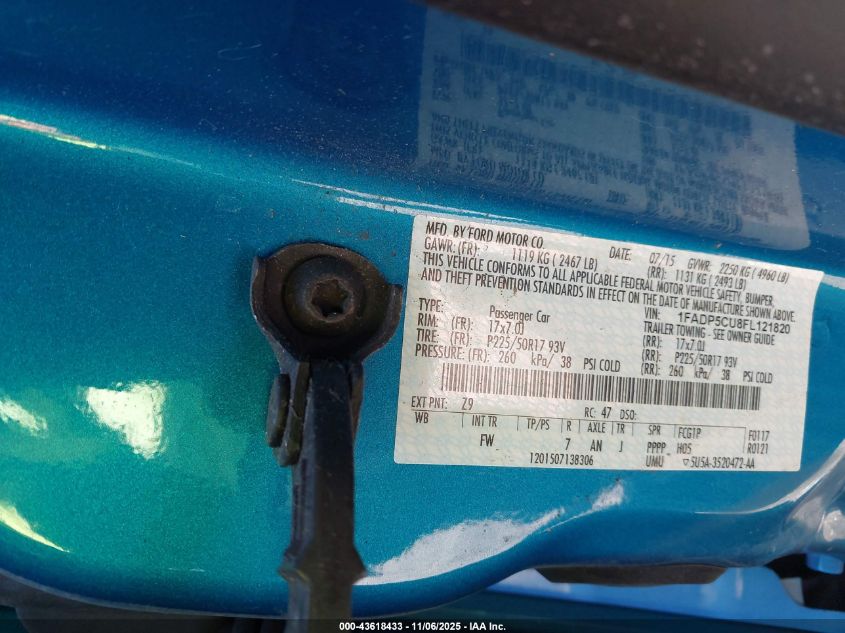 MFD. BY FORD MOTOR CO. DATE: 07/15 GVWR: 2250 KG ( 4960 LB)
GAWR: (FR): 1119 KG ( 2467 LB) (RR): 1131 KG ( 2493 LB)
THIS VEHICLE CONFORMS TO ALL APPLICABLE FEDERAL MOTOR VEHICLE SAFETY, BUMPER,
AND THEFT PREVENTION STANDARDS IN EFFECT ON THE DATE OF MANUFACTURE SHOWN ABOVE.
VIN: 1FADP5CU8FL121820
TYPE: Passenger Car TRAILER TOWING - SEE OWNER GUIDE
RIM: (FR): 17x7.0J (RR): 17x7.0J
TIRE: (FR): P225/50R17 93V (RR): P225/50R17 93V
PRESSURE: (FR): 260 kPa/ 38 PSI COLD (RR): 260 kPa/ 38 PSI COLD
EXT PNT: Z9 RC: 47 DSO: F0117
WB INT TR TP/PS R AXLE TR SPR FCG1P R0121
FW 7 AN J PPPP H05
1201507138306 UMU ▽5U5A-3520472-AA
000-43618433 - 11/06/2025 - IAA Inc.